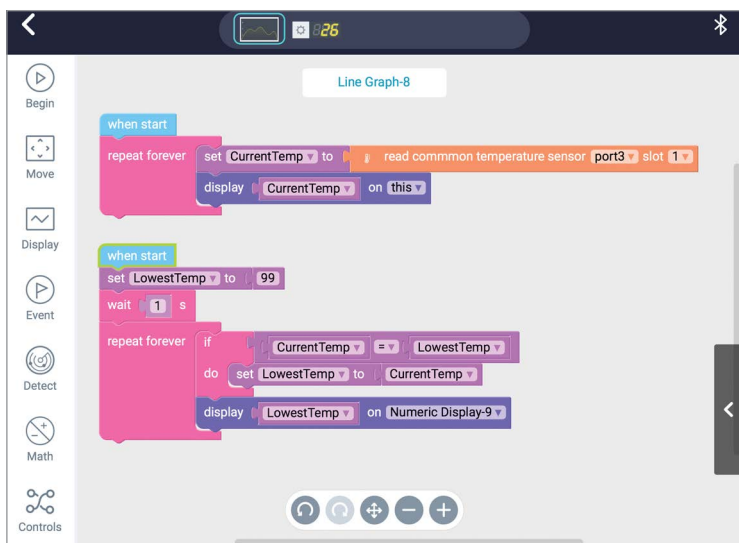 826
Line Graph-8
Begin
Move
Display
Event
Detect
Math
Controls
when start
repeat forever set CurrentTemp to read commmon temperature sensor port3 slot 1
display CurrentTemp on this
when start
set LowestTemp to 99
wait 1 s
repeat forever if CurrentTemp = LowestTemp
do set LowestTemp to CurrentTemp
display LowestTemp on Numeric Display-9